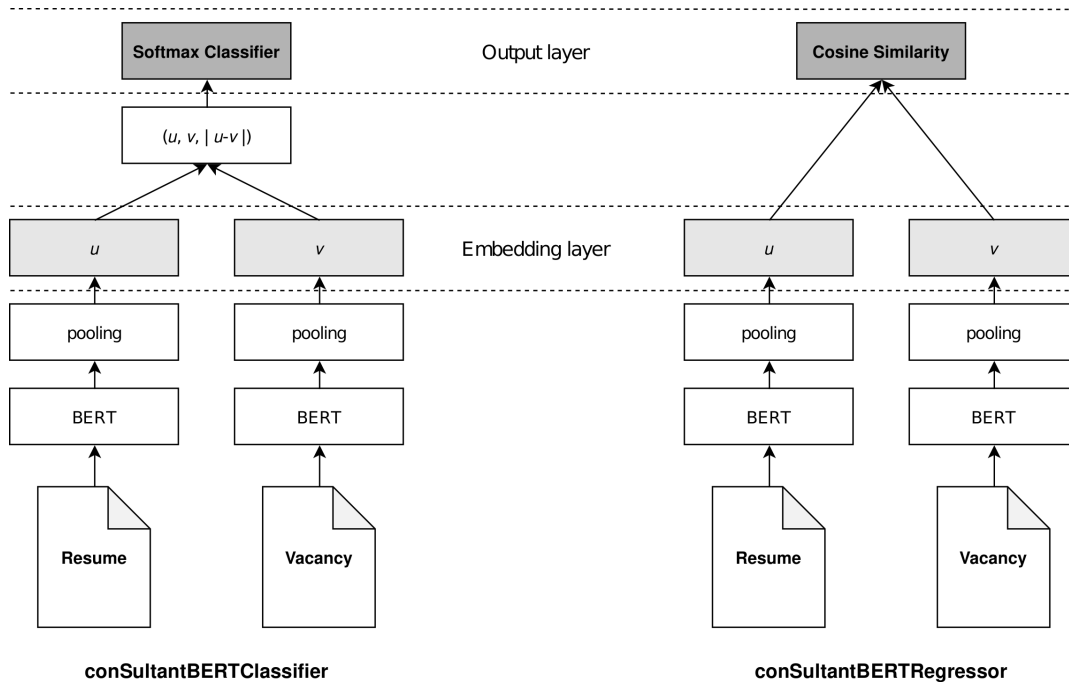 Softmax Classifier
Output layer
Cosine Similarity
(u, v, | u-v |)
u
v
Embedding layer
u
v
pooling
pooling
pooling
pooling
BERT
BERT
BERT
BERT
Resume
Vacancy
Resume
Vacancy
conSultantBERTClassifier
conSultantBERTRegressor